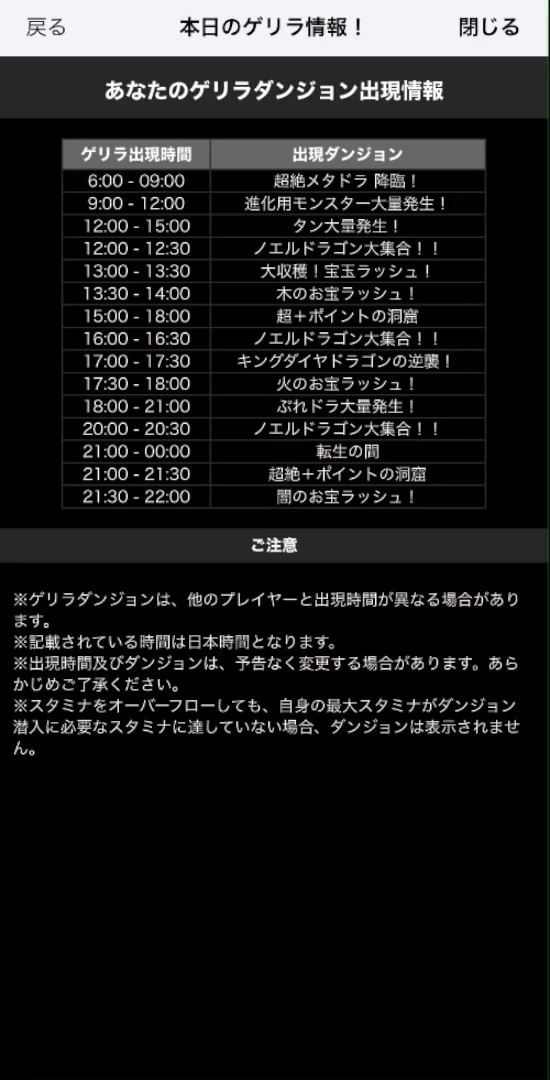 戻る 本日のゲリラ情報！ 閉じる
あなたのゲリラダンジョン出現情報
ゲリラ出現時間 出現ダンジョン
6:00 - 09:00 超絶メタドラ 降臨！
9:00 - 12:00 進化用モンスター大量発生！
12:00 - 15:00 タン大量発生！
12:00 - 12:30 ノエルドラゴン大集合！！
13:00 - 13:30 大収穫！宝玉ラッシュ！
13:30 - 14:00 木のお宝ラッシュ！
15:00 - 18:00 超＋ポイントの洞窟
16:00 - 16:30 ノエルドラゴン大集合！！
17:00 - 17:30 キングダイヤドラゴンの逆襲！
17:30 - 18:00 火のお宝ラッシュ！
18:00 - 21:00 ぷれドラ大量発生！
20:00 - 20:30 ノエルドラゴン大集合！！
21:00 - 00:00 転生の間
21:00 - 21:30 超絶＋ポイントの洞窟
21:30 - 22:00 闇のお宝ラッシュ！
ご注意
※ゲリラダンジョンは、他のプレイヤーと出現時間が異なる場合があり
ます。
※記載されている時間は日本時間となります。
※出現時間及びダンジョンは、予告なく変更する場合があります。あら
かじめご了承ください。
※スタミナをオーバーフローしても、自身の最大スタミナがダンジョン
潜入に必要なスタミナに達していない場合、ダンジョンは表示されませ
ん。